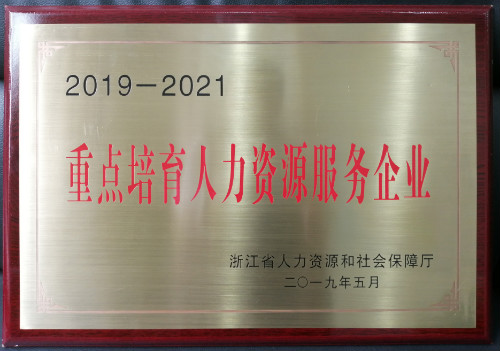 2019－2021
重点培育人力资源服务企业
浙江省人力资源和社会保障厅
二〇一九年五月